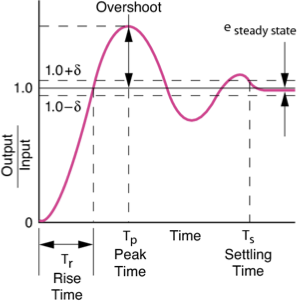 Overshoot
e steady state
1.0+δ
1.0
1.0−δ
Output
Input
0
Tr
Rise
Time
Tp
Peak
Time
Time
Ts
Settling
Time